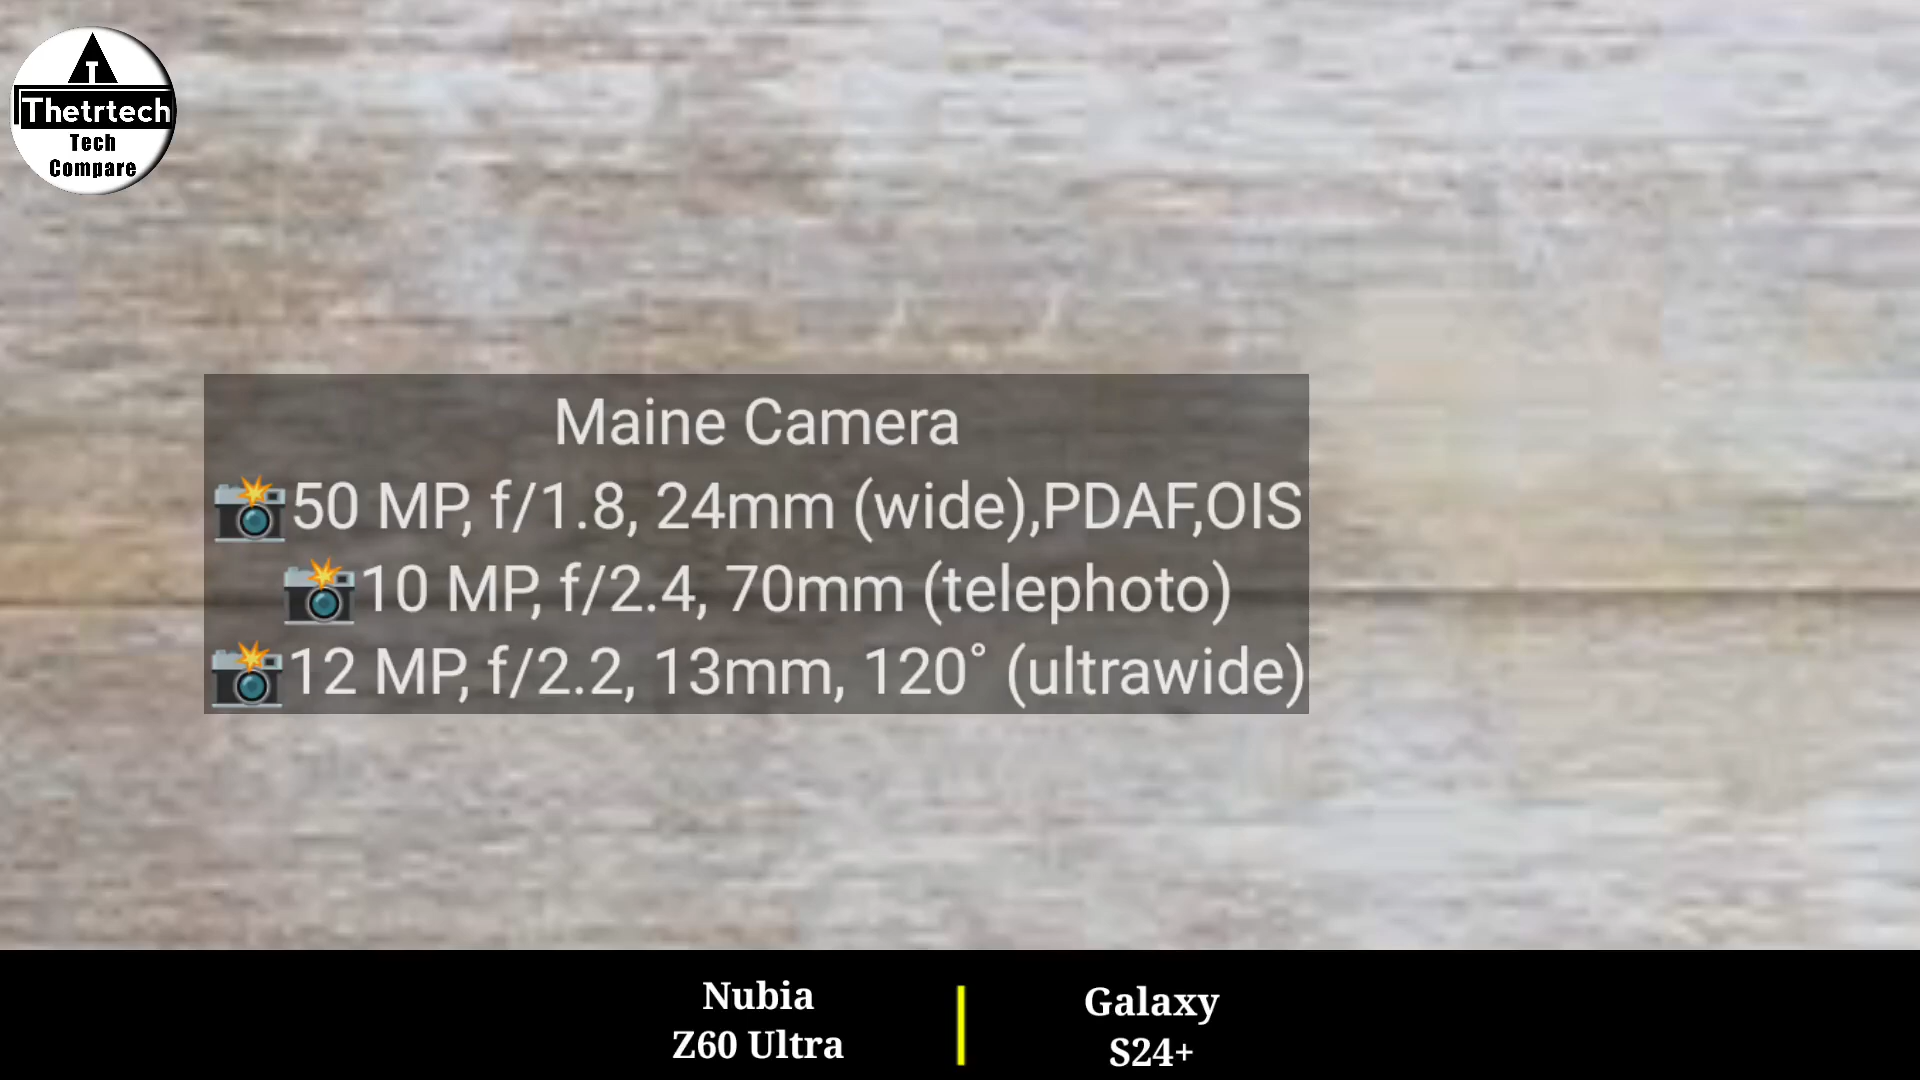 T
Thetrtech
Tech
Compare
Maine Camera
📸50 MP, f/1.8, 24mm (wide),PDAF,OIS
📸10 MP, f/2.4, 70mm (telephoto)
📸12 MP, f/2.2, 13mm, 120˚ (ultrawide)
Nubia
Z60 Ultra
Galaxy
S24+